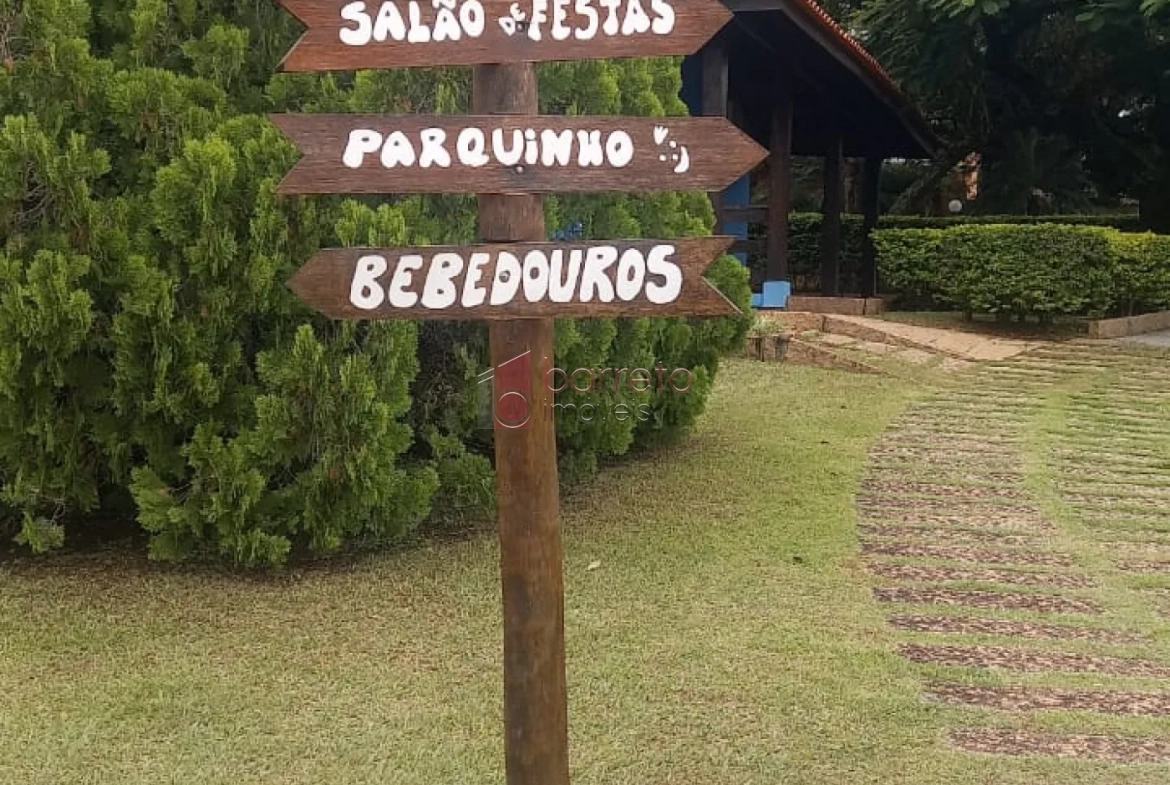 SALÃO DE FESTAS
PARQUINHO
BEBEDOUROS
correto
imóveis